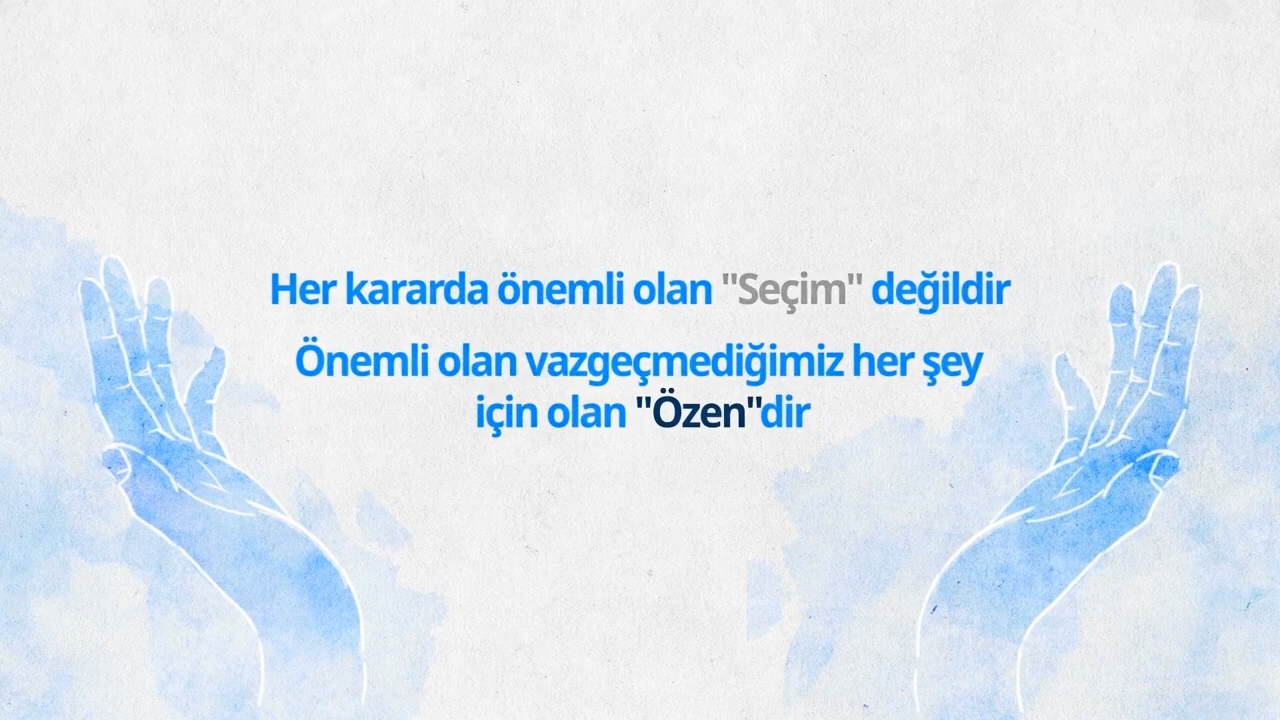 Her kararda önemli olan "Seçim" değildir
Önemli olan vazgeçmediğimiz her şey
için olan "Özen"dir